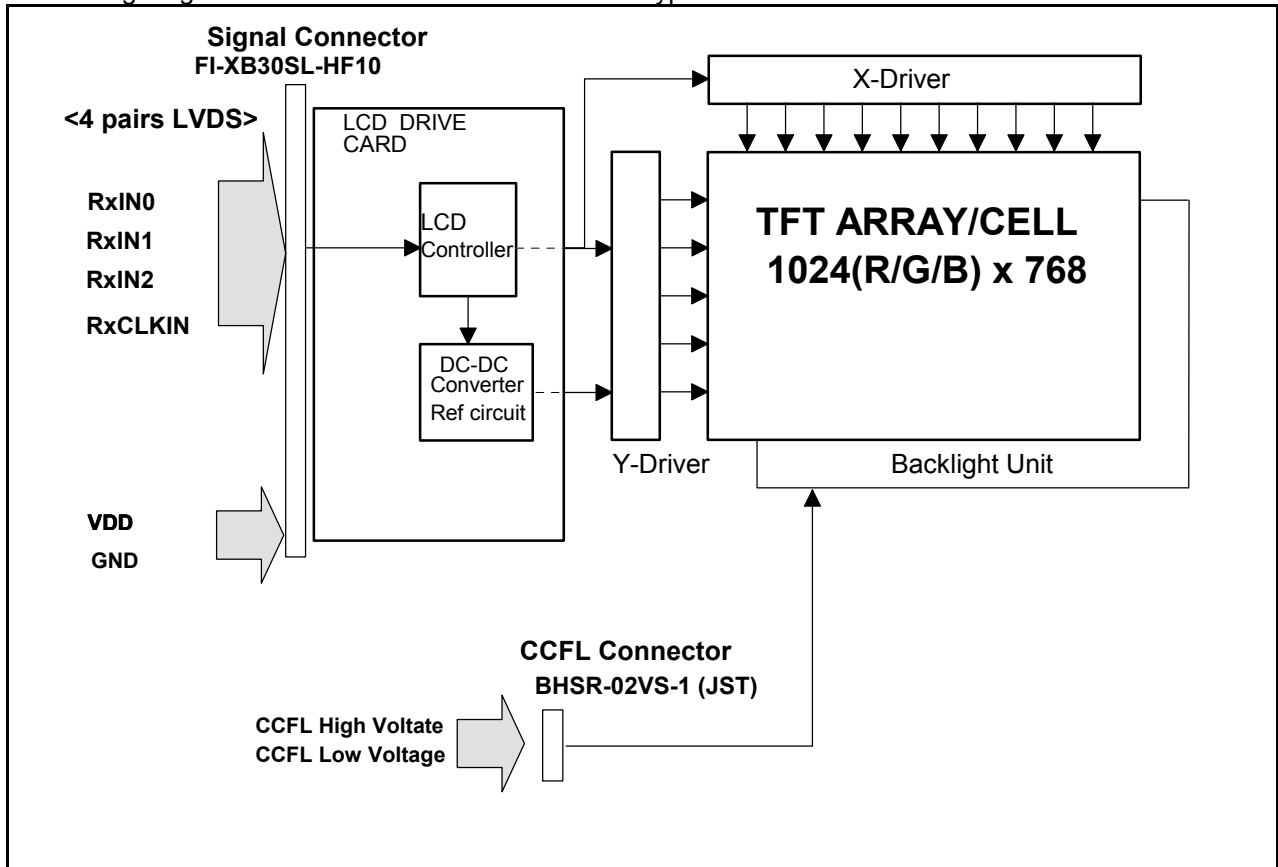 Signal Connector
FI-XB30SL-HF10
<4 pairs LVDS>
RxIN0
RxIN1
RxIN2
RxCLKIN
VDD
GND
LCD DRIVE
CARD
LCD
Controller
DC-DC
Converter
Ref circuit
X-Driver
Y-Driver
TFT ARRAY/CELL
1024(R/G/B) x 768
Backlight Unit
CCFL Connector
BHSR-02VS-1 (JST)
CCFL High Voltate
CCFL Low Voltage